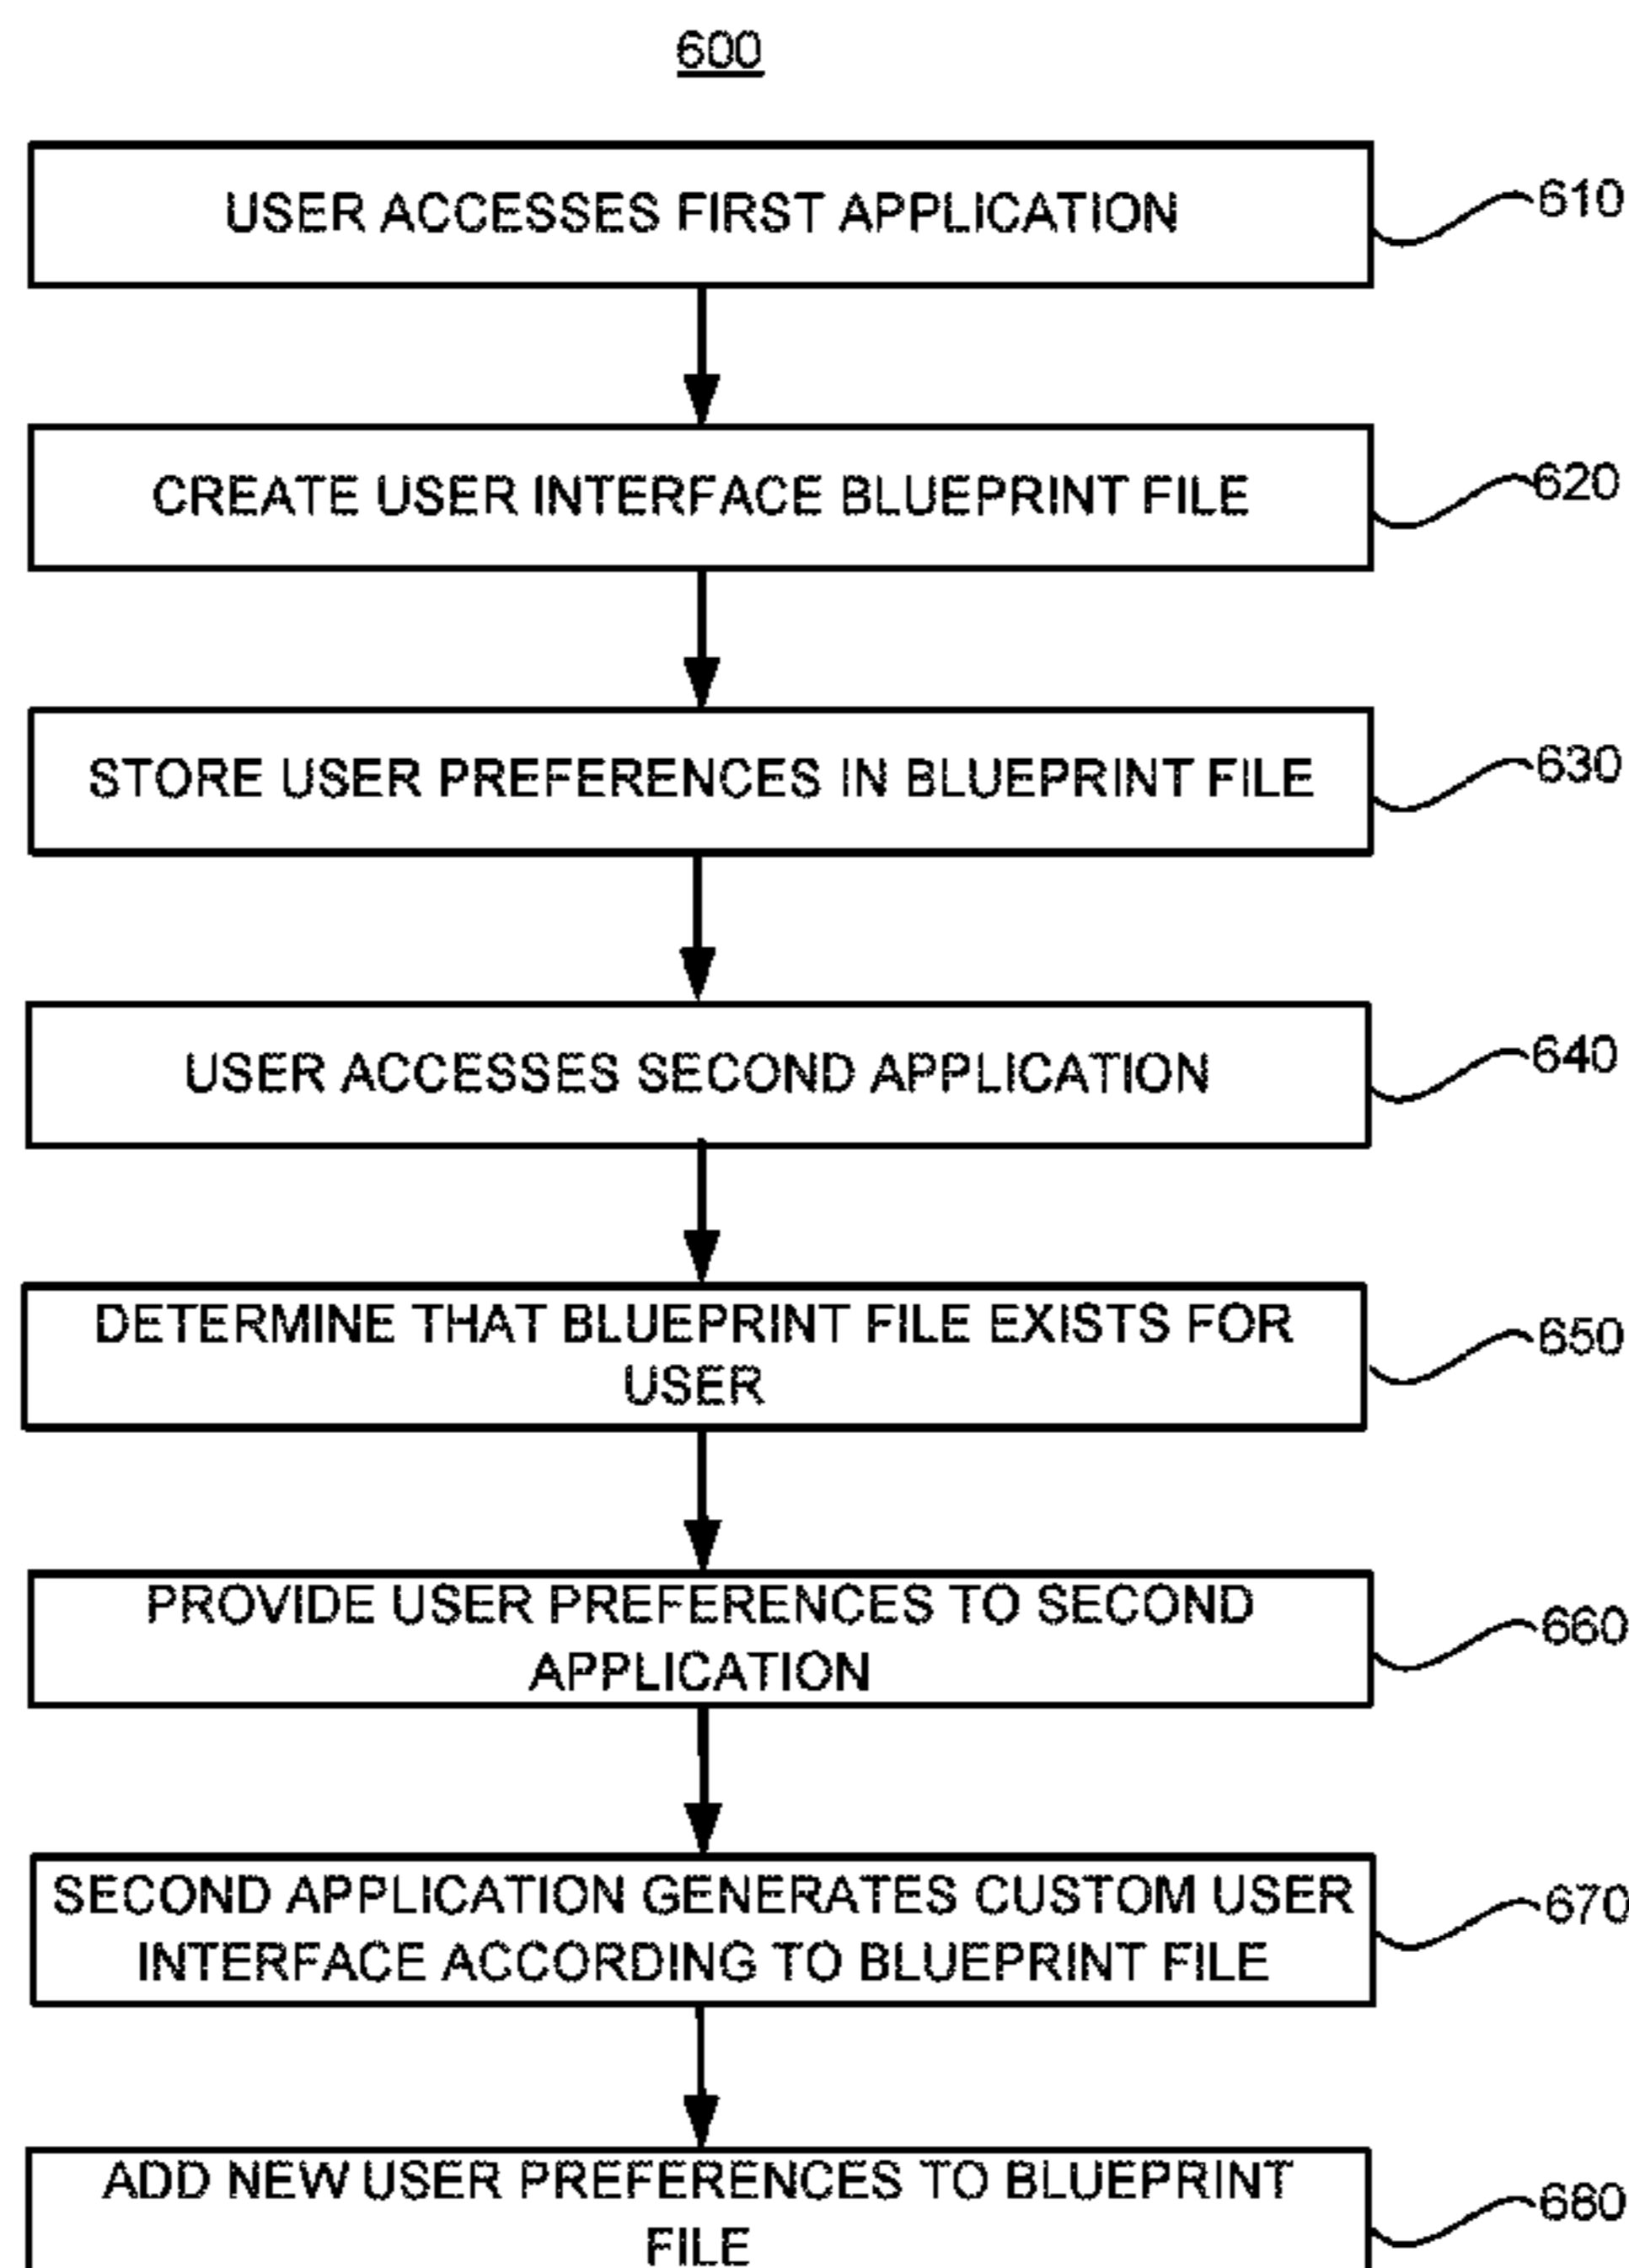 600
USER ACCESSES FIRST APPLICATION
610
CREATE USER INTERFACE BLUEPRINT FILE
620
STORE USER PREFERENCES IN BLUEPRINT FILE
630
USER ACCESSES SECOND APPLICATION
640
DETERMINE THAT BLUEPRINT FILE EXISTS FOR
USER
650
PROVIDE USER PREFERENCES TO SECOND
APPLICATION
660
SECOND APPLICATION GENERATES CUSTOM USER
INTERFACE ACCORDING TO BLUEPRINT FILE
670
ADD NEW USER PREFERENCES TO BLUEPRINT
FILE
680